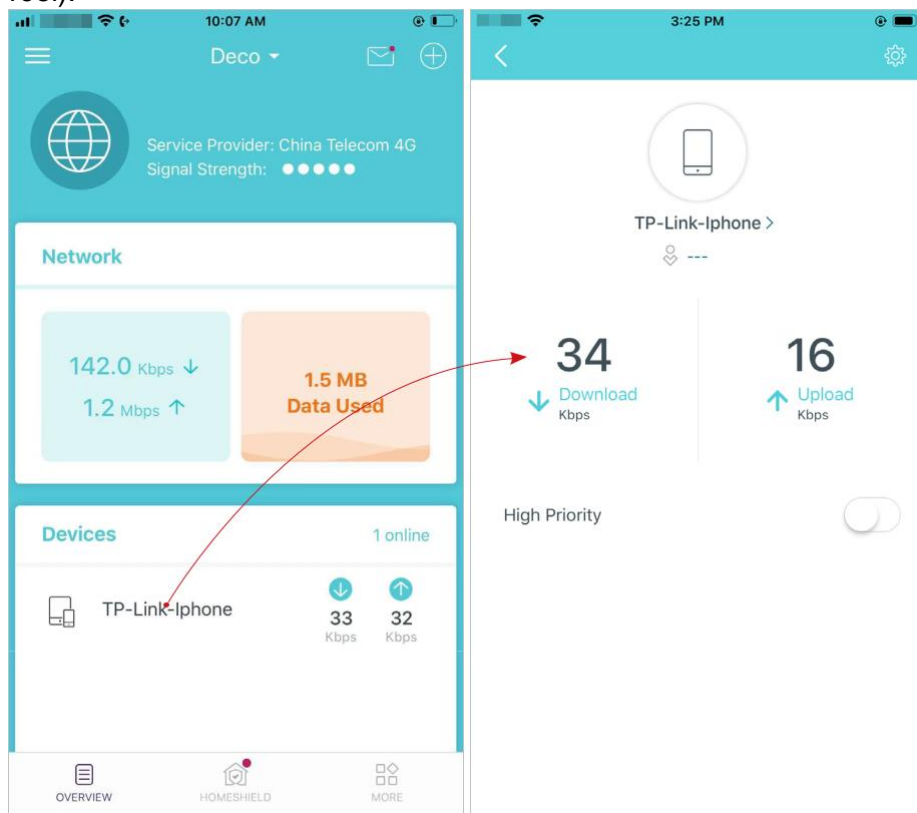 10:07 AM
Deco
Service Provider: China Telecom 4G
Signal Strength:
Network
142.0 Kbps ↓
1.2 Mbps ↑
1.5 MB
Data Used
Devices
1 online
TP-Link-Iphone
33
Kbps
32
Kbps
OVERVIEW
HOMESHIELD
MORE
3:25 PM
TP-Link-Iphone >
---
34
Download
Kbps
16
Upload
Kbps
High Priority